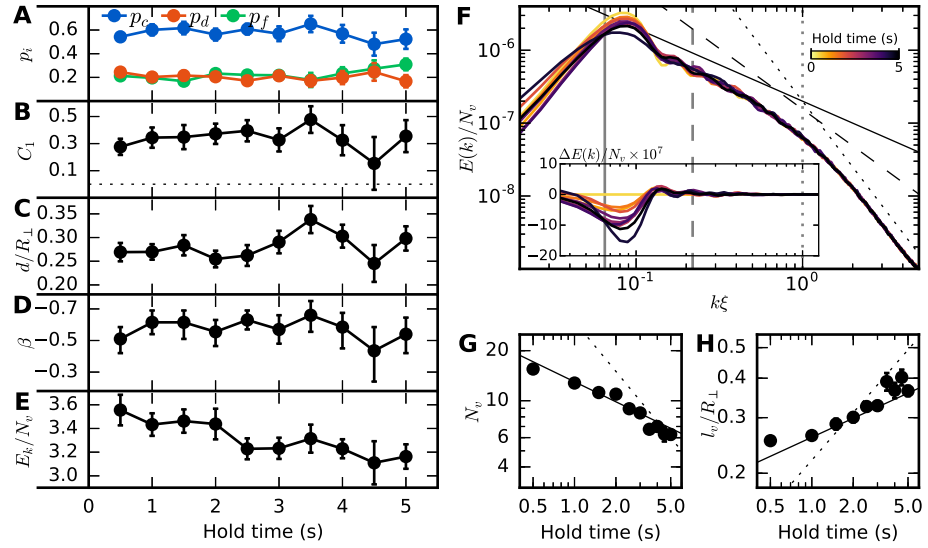 A
p_c p_d p_f
p_i
0.6
0.4
0.2
B
C_1
0.5
0.3
0.1
C
d/R_⊥
0.35
0.30
0.25
0.20
D
β
−0.7
−0.5
−0.3
E
E_k/N_v
3.6
3.4
3.2
3.0
0 1 2 3 4 5
Hold time (s)
F
E(k)/N_v
10^{-6}
10^{-7}
10^{-8}
Hold time (s)
0 5
ΔE(k)/N_v × 10^7
10
0
−10
−20
10^{-1} 10^0
kξ
G
N_v
20
10
6
4
0.5 1.0 2.0 5.0
Hold time (s)
H
l_v/R_⊥
0.5
0.4
0.3
0.2
0.5 1.0 2.0 5.0
Hold time (s)